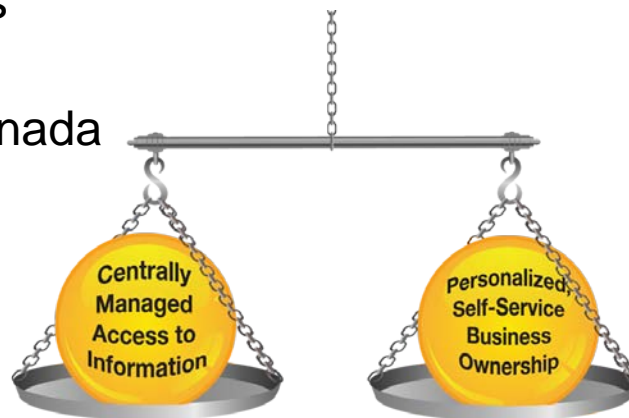 nada
Centrally
Managed
Access to
Information
Personalized,
Self-Service
Business
Ownership